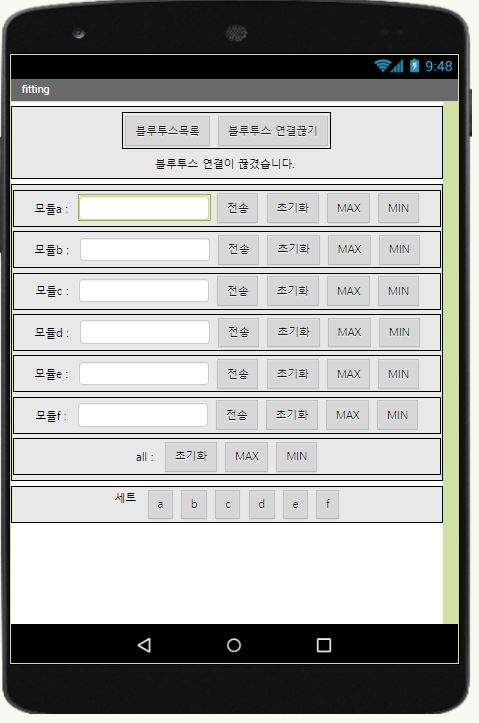 9:48
fitting
블루투스목록 블루투스 연결끊기
블루투스 연결이 끊겼습니다.
모듈a : 전송 초기화 MAX MIN
모듈b : 전송 초기화 MAX MIN
모듈c : 전송 초기화 MAX MIN
모듈d : 전송 초기화 MAX MIN
모듈e : 전송 초기화 MAX MIN
모듈f : 전송 초기화 MAX MIN
all : 초기화 MAX MIN
세트 a b c d e f